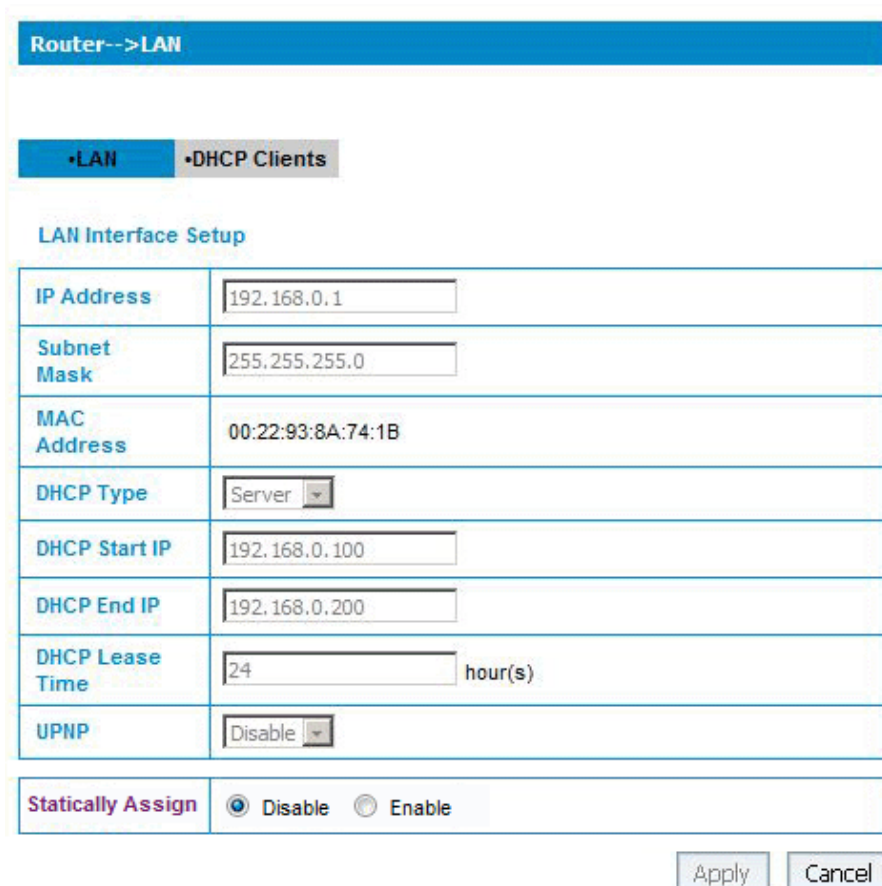 Router-->LAN
•LAN •DHCP Clients
LAN Interface Setup
IP Address 192.168.0.1
Subnet
Mask 255.255.255.0
MAC
Address 00:22:93:8A:74:1B
DHCP Type Server
DHCP Start IP 192.168.0.100
DHCP End IP 192.168.0.200
DHCP Lease
Time 24 hour(s)
UPNP Disable
Statically Assign Disable Enable
Apply Cancel